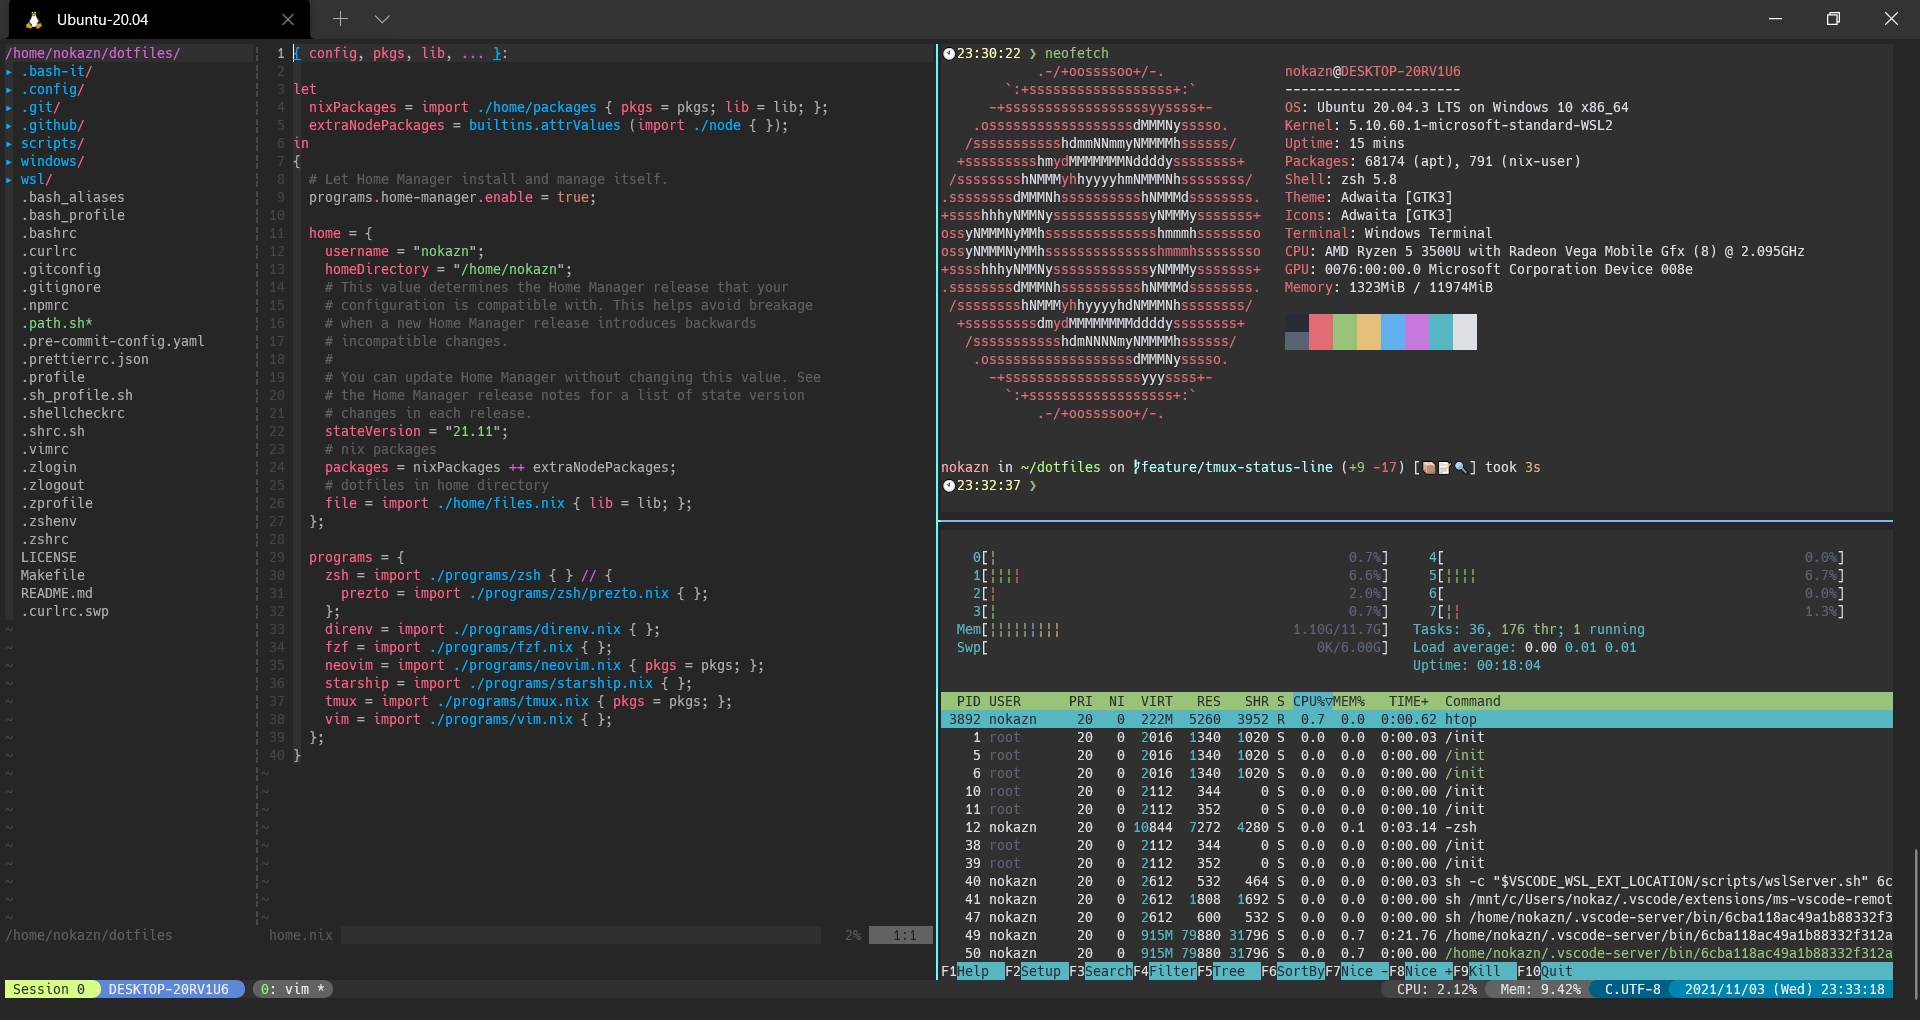 Ubuntu-20.04
/home/nokazn/dotfiles/
▸ .bash-it/
▸ .config/
▸ .git/
▸ .github/
▸ scripts/
▸ windows/
▸ wsl/
.bash_aliases
.bash_profile
.bashrc
.curlrc
.gitconfig
.gitignore
.npmrc
.path.sh*
.pre-commit-config.yaml
.prettierrc.json
.profile
.sh_profile.sh
.shellcheckrc
.shrc.sh
.vimrc
.zlogin
.zlogout
.zprofile
.zshenv
.zshrc
LICENSE
Makefile
README.md
.curlrc.swp
/home/nokazn/dotfiles
1 { config, pkgs, lib, ... }:
2
3 let
4   nixPackages = import ./home/packages { pkgs = pkgs; lib = lib; };
5   extraNodePackages = builtins.attrValues (import ./node { });
6 in
7 {
8   # Let Home Manager install and manage itself.
9   programs.home-manager.enable = true;
10
11   home = {
12     username = "nokazn";
13     homeDirectory = "/home/nokazn";
14     # This value determines the Home Manager release that your
15     # configuration is compatible with. This helps avoid breakage
16     # when a new Home Manager release introduces backwards
17     # incompatible changes.
18     #
19     # You can update Home Manager without changing this value. See
20     # the Home Manager release notes for a list of state version
21     # changes in each release.
22     stateVersion = "21.11";
23     # nix packages
24     packages = nixPackages ++ extraNodePackages;
25     # dotfiles in home directory
26     file = import ./home/files.nix { lib = lib; };
27   };
28
29   programs = {
30     zsh = import ./programs/zsh { } // {
31       prezto = import ./programs/zsh/prezto.nix { };
32     };
33     direnv = import ./programs/direnv.nix { };
34     fzf = import ./programs/fzf.nix { };
35     neovim = import ./programs/neovim.nix { pkgs = pkgs; };
36     starship = import ./programs/starship.nix { };
37     tmux = import ./programs/tmux.nix { pkgs = pkgs; };
38     vim = import ./programs/vim.nix { };
39   };
40 }
home.nix 2% 1:1
23:30:22 ❯ neofetch
.-/+oossssoo+/-.
`:+ssssssssssssssssss+:`
-+ssssssssssssssssssyyssss+-
.ossssssssssssssssssdMMMNysssso.
/ssssssssssshdmmNNmmyNMMMMhssssss/
+ssssssssshmydMMMMMMMNddddyssssssss+
/sssssssshNMMMyhhyyyyhmNMMMNhssssssss/
.ssssssssdMMMNhsssssssssshNMMMdssssssss.
+sssshhhyNMMNyssssssssssssyNMMMysssssss+
ossyNMMMNyMMhsssssssssssssshmmmhssssssso
ossyNMMMNyMMhsssssssssssssshmmmhssssssso
+sssshhhyNMMNyssssssssssssyNMMMysssssss+
.ssssssssdMMMNhsssssssssshNMMMdssssssss.
/sssssssshNMMMyhhyyyyhdNMMMNhssssssss/
+sssssssssdmydMMMMMMMMddddyssssssss+
/ssssssssssshdmNNNNmyNMMMMhssssss/
.ossssssssssssssssssdMMMNysssso.
-+sssssssssssssssssyyyssss+-
`:+ssssssssssssssssss+:`
.-/+oossssoo+/-.
nokazn@DESKTOP-20RV1U6
----------------------
OS: Ubuntu 20.04.3 LTS on Windows 10 x86_64
Kernel: 5.10.60.1-microsoft-standard-WSL2
Uptime: 15 mins
Packages: 68174 (apt), 791 (nix-user)
Shell: zsh 5.8
Theme: Adwaita [GTK3]
Icons: Adwaita [GTK3]
Terminal: Windows Terminal
CPU: AMD Ryzen 5 3500U with Radeon Vega Mobile Gfx (8) @ 2.095GHz
GPU: 0076:00:00.0 Microsoft Corporation Device 008e
Memory: 1323MiB / 11974MiB
nokazn in ~/dotfiles on feature/tmux-status-line (+9 -17) [📦📝🔍] took 3s
23:32:37 ❯
0[| 0.7%] 4[ 0.0%]
1[|||| 6.6%] 5[|||| 6.7%]
2[| 2.0%] 6[ 0.0%]
3[| 0.7%] 7[|| 1.3%]
Mem[||||||||| 1.10G/11.7G] Tasks: 36, 176 thr; 1 running
Swp[ 0K/6.00G] Load average: 0.00 0.01 0.01
Uptime: 00:18:04
PID USER PRI NI VIRT RES SHR S CPU%▽MEM% TIME+ Command
3892 nokazn 20 0 222M 5260 3952 R 0.7 0.0 0:00.62 htop
1 root 20 0 2016 1340 1020 S 0.0 0.0 0:00.03 /init
5 root 20 0 2016 1340 1020 S 0.0 0.0 0:00.00 /init
6 root 20 0 2016 1340 1020 S 0.0 0.0 0:00.00 /init
10 root 20 0 2112 344 0 S 0.0 0.0 0:00.00 /init
11 root 20 0 2112 352 0 S 0.0 0.0 0:00.10 /init
12 nokazn 20 0 10844 7272 4280 S 0.0 0.1 0:03.14 -zsh
38 root 20 0 2112 344 0 S 0.0 0.0 0:00.00 /init
39 root 20 0 2112 352 0 S 0.0 0.0 0:00.00 /init
40 nokazn 20 0 2612 532 464 S 0.0 0.0 0:00.03 sh -c "$VSCODE_WSL_EXT_LOCATION/scripts/wslServer.sh" 6c
41 nokazn 20 0 2612 1808 1692 S 0.0 0.0 0:00.00 sh /mnt/c/Users/nokaz/.vscode/extensions/ms-vscode-remot
47 nokazn 20 0 2612 600 532 S 0.0 0.0 0:00.00 sh /home/nokazn/.vscode-server/bin/6cba118ac49a1b88332f3
49 nokazn 20 0 915M 79880 31796 S 0.0 0.7 0:21.76 /home/nokazn/.vscode-server/bin/6cba118ac49a1b88332f312a
50 nokazn 20 0 915M 79880 31796 S 0.0 0.7 0:00.00 /home/nokazn/.vscode-server/bin/6cba118ac49a1b88332f312a
F1Help F2Setup F3SearchF4FilterF5Tree F6SortByF7Nice -F8Nice +F9Kill F10Quit
Session 0 DESKTOP-20RV1U6 0: vim * CPU: 2.12% Mem: 9.42% C.UTF-8 2021/11/03 (Wed) 23:33:18